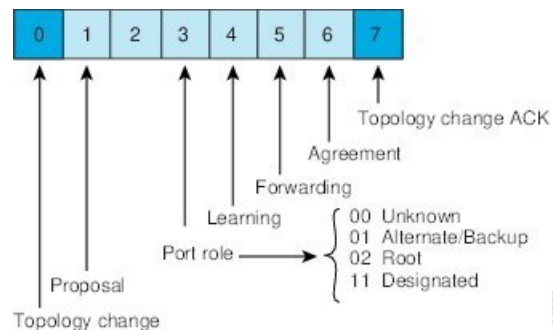 0 1 2 3 4 5 6 7
Topology change ACK
Agreement
Forwarding
Learning
Port role
00 Unknown
01 Alternate/Backup
02 Root
11 Designated
Proposal
Topology change